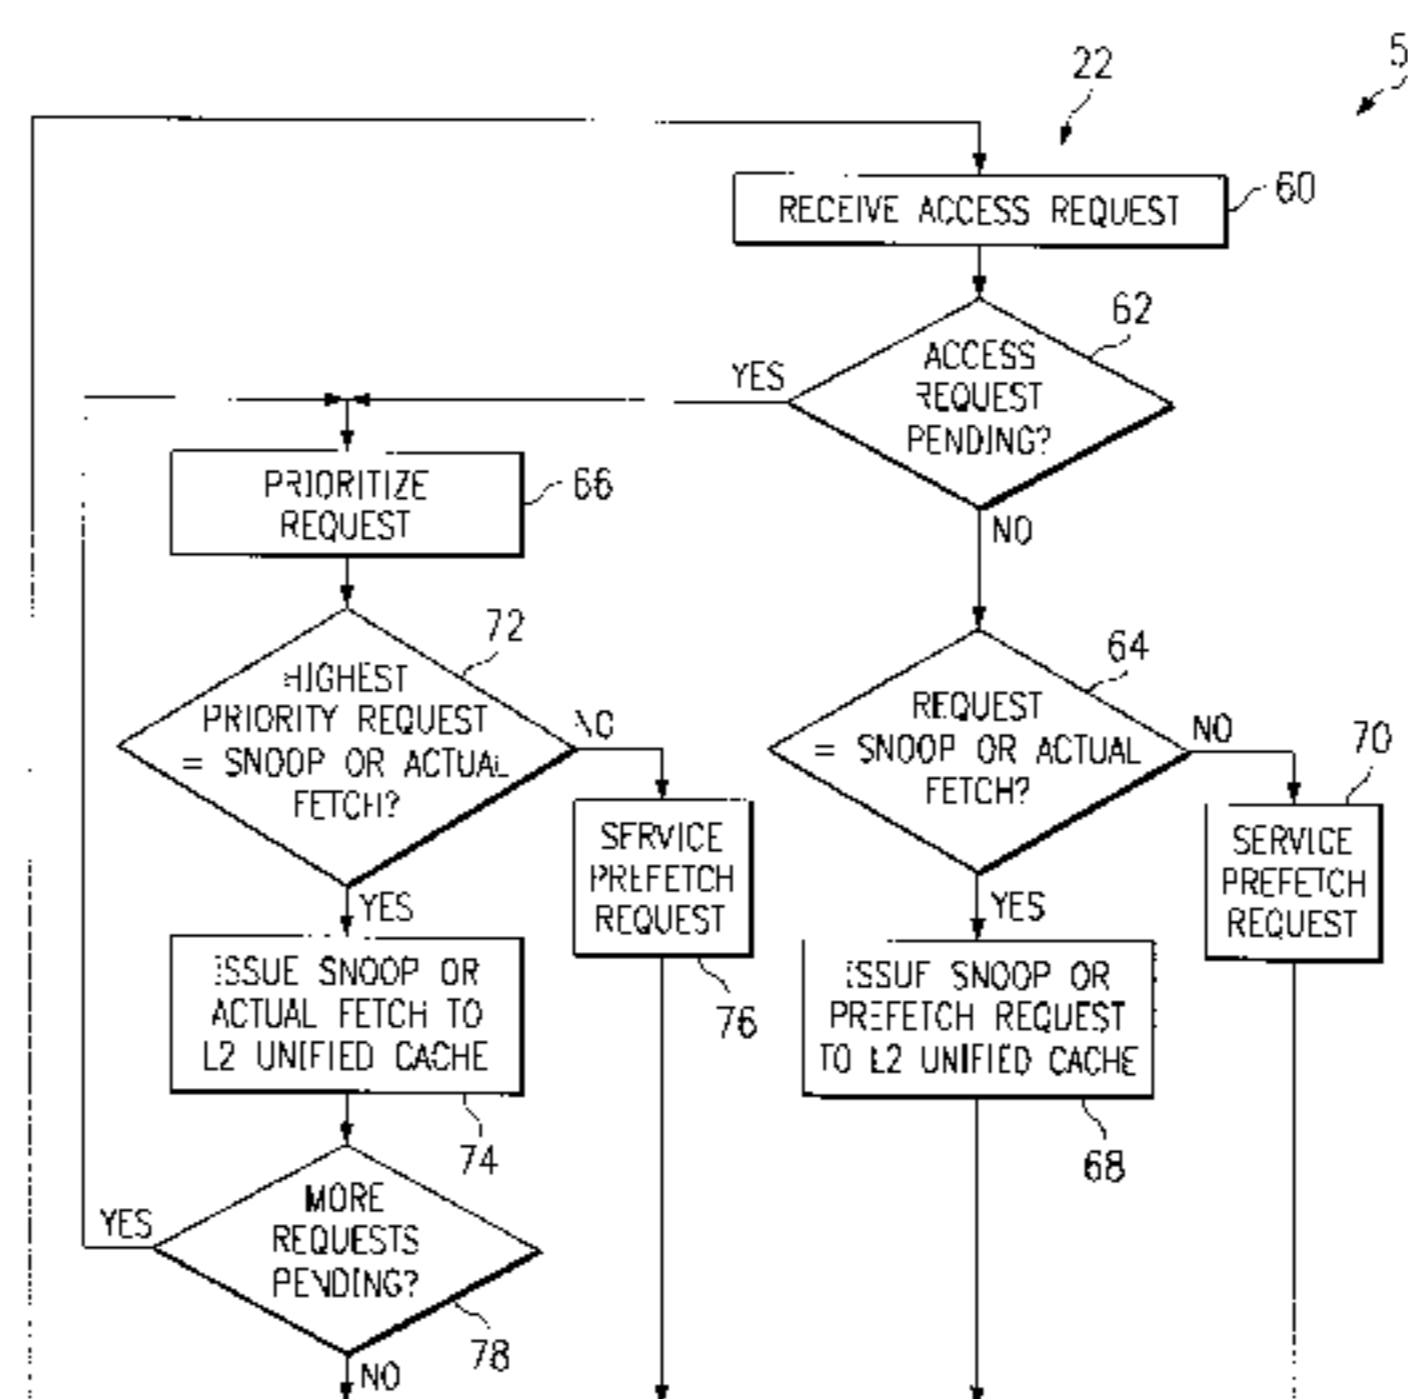 22
5
RECEIVE ACCESS REQUEST
60
62
ACCESS
REQUEST
PENDING?
YES
NO
PRIORITIZE
REQUEST
66
72
HIGHEST
PRIORITY REQUEST
= SNOOP OR ACTUAL
FETCH?
NO
YES
64
REQUEST
= SNOOP OR ACTUAL
FETCH?
NO
YES
70
SERVICE
PREFETCH
REQUEST
76
SERVICE
PREFETCH
REQUEST
ISSUE SNOOP OR
ACTUAL FETCH TO
L2 UNIFIED CACHE
74
ISSUE SNOOP OR
PREFETCH REQUEST
TO L2 UNIFIED CACHE
68
MORE
REQUESTS
PENDING?
YES
78
NO